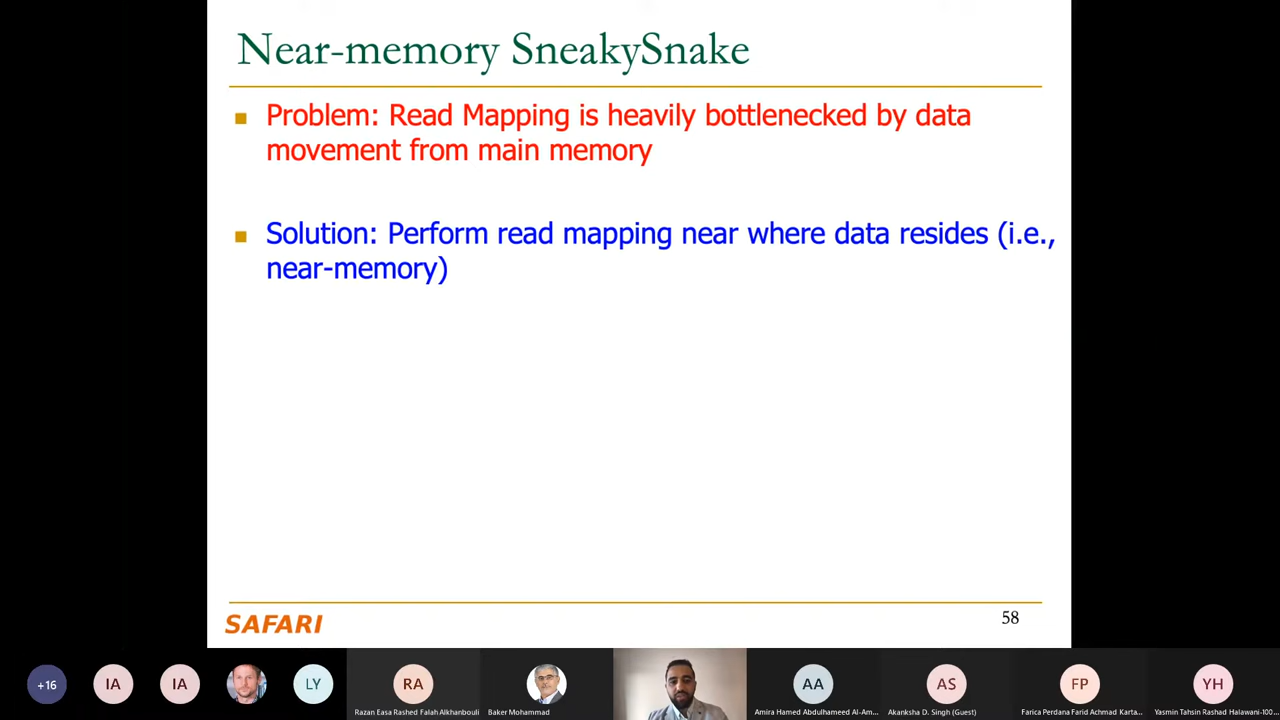 Near-memory SneakySnake
Problem: Read Mapping is heavily bottlenecked by data
movement from main memory
Solution: Perform read mapping near where data resides (i.e.,
near-memory)
SAFARI
58
+16
IA
IA
LY
RA
AA
AS
FP
YH
Razan Easa Rashed Falah Alkhanbouli
Baker Mohammad
Amira Hamed Abdulhameed Al-Am...
Akanksha D. Singh (Guest)
Farica Perdana Farid Achmad Karta...
Yasmin Tahsin Rashad Halawani-100...